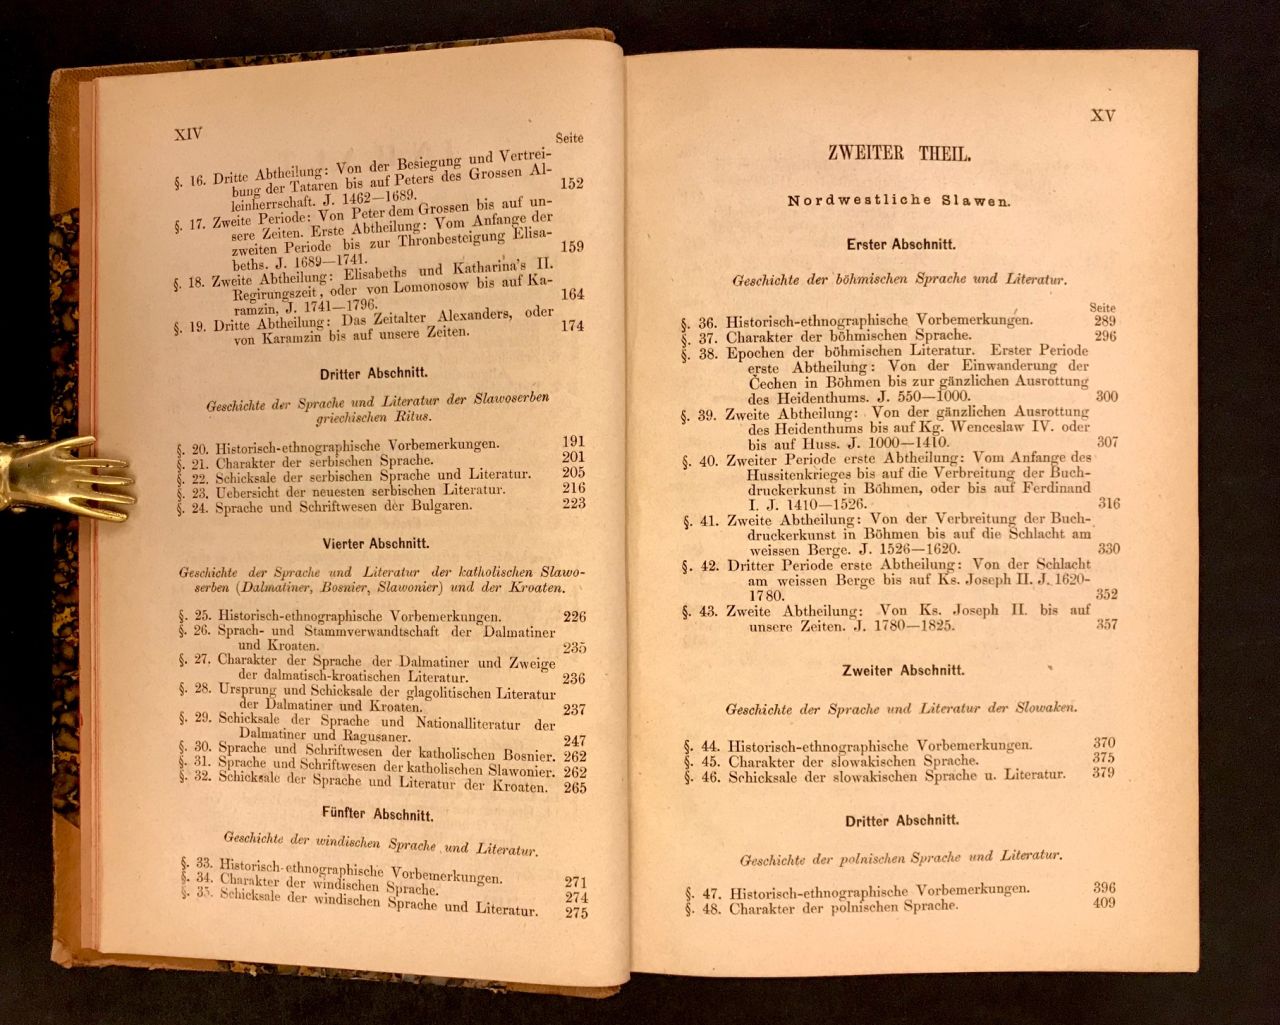 XIV
Seite
§. 16. Dritte Abtheilung: Von der Besiegung und Vertrei-
bung der Tataren bis auf Peters des Grossen Al-
leinherrschaft. J. 1462—1689. 152
§. 17. Zweite Periode: Von Peter dem Grossen bis auf un-
sere Zeiten. Erste Abtheilung: Vom Anfange der
zweiten Periode bis zur Thronbesteigung Elisa-
beths. J. 1689—1741. 159
§. 18. Zweite Abtheilung: Elisabeths und Katharina's II.
Regirungszeit, oder von Lomonosow bis auf Ka-
ramzin, J. 1741—1796. 164
§. 19. Dritte Abtheilung: Das Zeitalter Alexanders, oder
von Karamzin bis auf unsere Zeiten. 174
Dritter Abschnitt.
Geschichte der Sprache und Literatur der Slawoserben
griechischen Ritus.
§. 20. Historisch-ethnographische Vorbemerkungen. 191
§. 21. Charakter der serbischen Sprache. 201
§. 22. Schicksale der serbischen Sprache und Literatur. 205
§. 23. Uebersicht der neuesten serbischen Literatur. 216
§. 24. Sprache und Schriftwesen der Bulgaren. 223
Vierter Abschnitt.
Geschichte der Sprache und Literatur der katholischen Slawo-
serben (Dalmatiner, Bosnier, Slawonier) und der Kroaten.
§. 25. Historisch-ethnographische Vorbemerkungen. 226
§. 26. Sprach- und Stammverwandtschaft der Dalmatiner
und Kroaten. 235
§. 27. Charakter der Sprache der Dalmatiner und Zweige
der dalmatisch-kroatischen Literatur. 236
§. 28. Ursprung und Schicksale der glagolitischen Literatur
der Dalmatiner und Kroaten. 237
§. 29. Schicksale der Sprache und Nationalliteratur der
Dalmatiner und Ragusaner. 247
§. 30. Sprache und Schriftwesen der katholischen Bosnier. 262
§. 31. Sprache und Schriftwesen der katholischen Slawonier. 262
§. 32. Schicksale der Sprache und Literatur der Kroaten. 265
Fünfter Abschnitt.
Geschichte der windischen Sprache und Literatur.
§. 33. Historisch-ethnographische Vorbemerkungen. 271
§. 34. Charakter der windischen Sprache. 274
§. 35. Schicksale der windischen Sprache und Literatur. 275
XV
ZWEITER THEIL.
Nordwestliche Slawen.
Erster Abschnitt.
Geschichte der böhmischen Sprache und Literatur.
Seite
§. 36. Historisch-ethnographische Vorbemerkungen. 289
§. 37. Charakter der böhmischen Sprache. 296
§. 38. Epochen der böhmischen Literatur. Erster Periode
erste Abtheilung: Von der Einwanderung der
Čechen in Böhmen bis zur gänzlichen Ausrottung
des Heidenthums. J. 550—1000. 300
§. 39. Zweite Abtheilung: Von der gänzlichen Ausrottung
des Heidenthums bis auf Kg. Wenceslaw IV. oder
bis auf Huss. J. 1000—1410. 307
§. 40. Zweiter Periode erste Abtheilung: Vom Anfange des
Hussitenkrieges bis auf die Verbreitung der Buch-
druckerkunst in Böhmen, oder bis auf Ferdinand
I. J. 1410—1526. 316
§. 41. Zweite Abtheilung: Von der Verbreitung der Buch-
druckerkunst in Böhmen bis auf die Schlacht am
weissen Berge. J. 1526—1620. 330
§. 42. Dritter Periode erste Abtheilung: Von der Schlacht
am weissen Berge bis auf Ks. Joseph II. J. 1620-
1780. 352
§. 43. Zweite Abtheilung: Von Ks. Joseph II. bis auf
unsere Zeiten. J. 1780—1825. 357
Zweiter Abschnitt.
Geschichte der Sprache und Literatur der Slowaken.
§. 44. Historisch-ethnographische Vorbemerkungen. 370
§. 45. Charakter der slowakischen Sprache. 375
§. 46. Schicksale der slowakischen Sprache u. Literatur. 379
Dritter Abschnitt.
Geschichte der polnischen Sprache und Literatur.
§. 47. Historisch-ethnographische Vorbemerkungen. 396
§. 48. Charakter der polnischen Sprache. 409